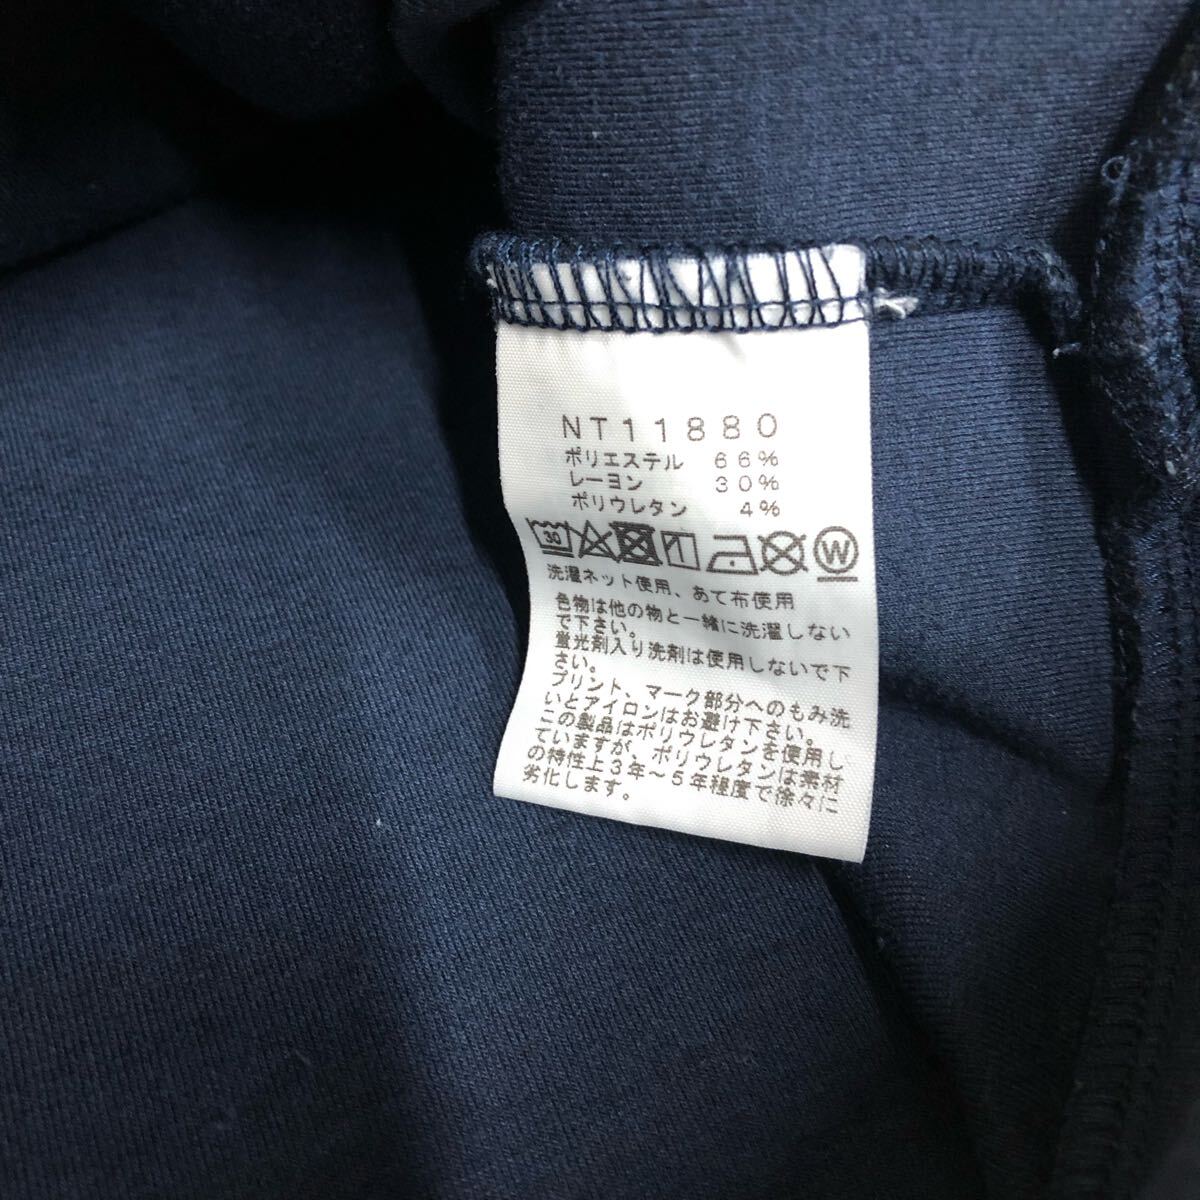 NT11880
ポリエステル 66%
レーヨン 30%
ポリウレタン 4%
30 W
洗濯ネット使用、あて布使用
色物は他の物と一緒に洗濯しない
で下さい。
蛍光剤入り洗剤は使用しないで下
さい。
プリント、マーク部分へのもみ洗
いとアイロンはお避け下さい。
この製品はポリウレタンを使用し
ていますが、ポリウレタンは素材
の特性上3年～5年程度で徐々に
劣化します。